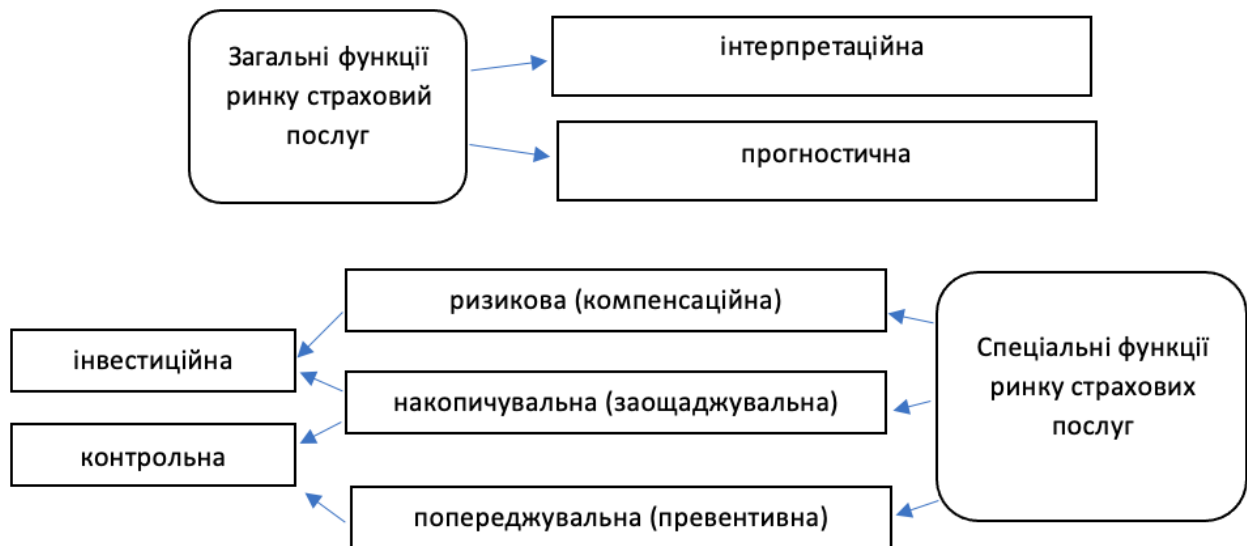 Загальні функції
ринку страховий
послуг
інтерпретаційна
прогностична
ризикова (компенсаційна)
інвестиційна
накопичувальна (заощаджувальна)
контрольна
попереджувальна (превентивна)
Спеціальні функції
ринку страхових
послуг